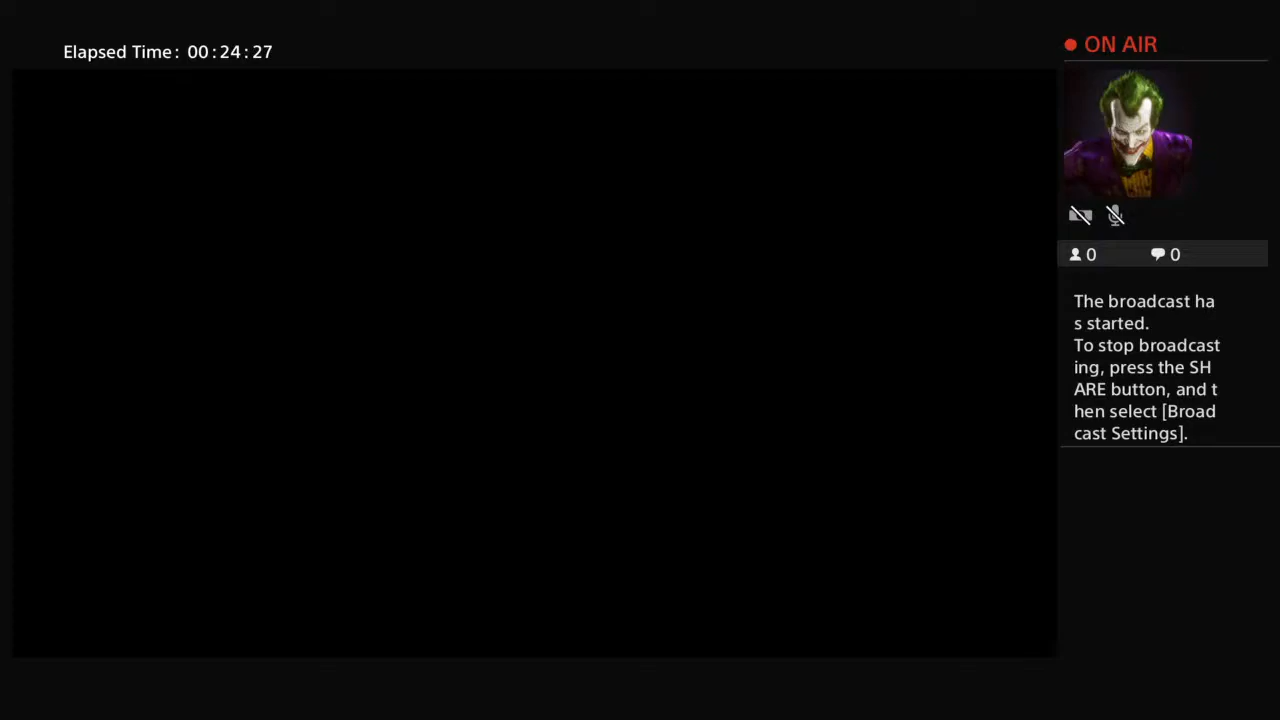 Elapsed Time: 00:24:27
ON AIR
0 0
The broadcast ha
s started.
To stop broadcast
ing, press the SH
ARE button, and t
hen select [Broad
cast Settings].